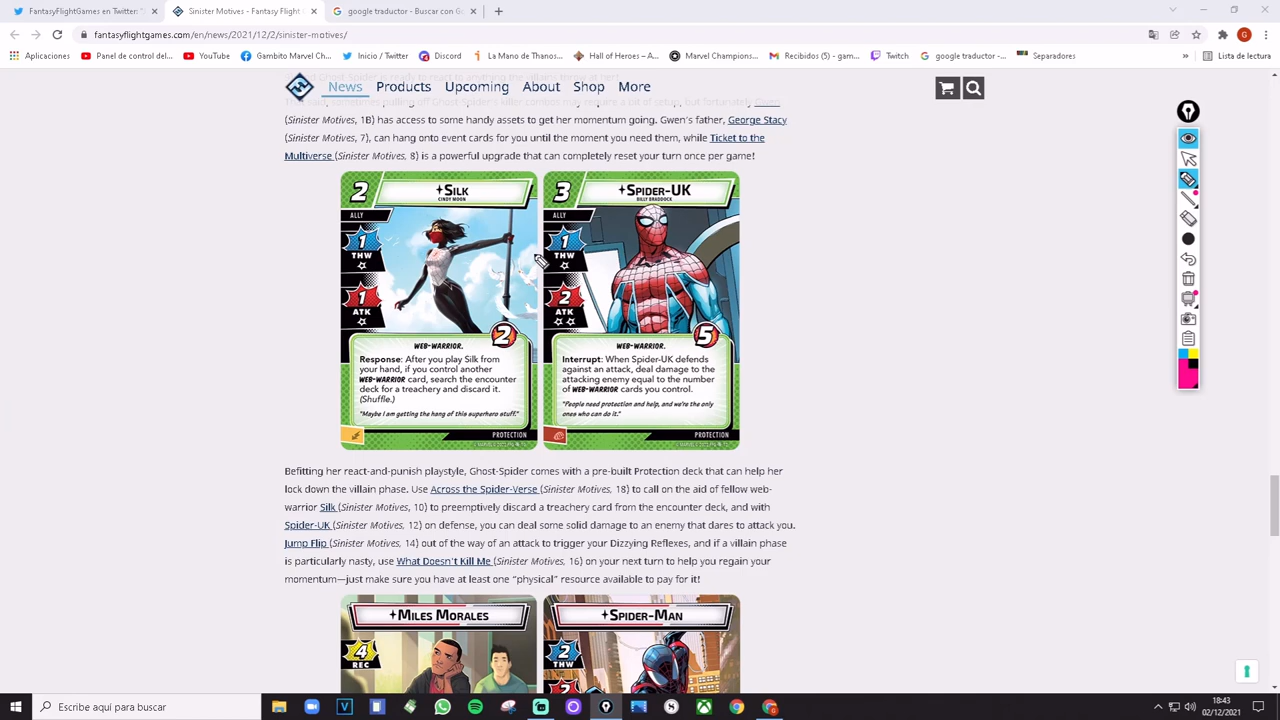 FantasyFlightGames en Twitter: "
Sinister Motives - Fantasy Flight
google traductor - Buscar con Go
fantasyflightgames.com/en/news/2021/12/2/sinister-motives/
Aplicaciones
Panel de control del...
YouTube
Gambito Marvel Ch...
Inicio / Twitter
Discord
La Mano de Thanos...
Hall of Heroes – A...
Marvel Champions...
Recibidos (5) - gam...
Twitch
google traductor -...
Separadores
»
Lista de lectura
News
Products
Upcoming
About
Shop
More
(Sinister Motives, 1B) has access to some handy assets to get her momentum going. Gwen's father, George Stacy
(Sinister Motives, 7), can hang onto event cards for you until the moment you need them, while Ticket to the
Multiverse (Sinister Motives, 8) is a powerful upgrade that can completely reset your turn once per game!
2
SILK
CINDY MOON
ALLY
1
THW
1
ATK
2
WEB-WARRIOR.
Response: After you play Silk from
your hand, if you control another
WEB-WARRIOR card, search the encounter
deck for a treachery and discard it.
(Shuffle.)
"Maybe I am getting the hang of this superhero stuff."
PROTECTION
3
SPIDER-UK
BILLY BRADDOCK
ALLY
1
THW
2
ATK
5
WEB-WARRIOR.
Interrupt: When Spider-UK defends
against an attack, deal damage to the
attacking enemy equal to the number
of WEB-WARRIOR cards you control.
"People need protection and help, and we're the only
ones who can do it."
PROTECTION
Befitting her react-and-punish playstyle, Ghost-Spider comes with a pre-built Protection deck that can help her
lock down the villain phase. Use Across the Spider-Verse (Sinister Motives, 18) to call on the aid of fellow web-
warrior Silk (Sinister Motives, 10) to preemptively discard a treachery card from the encounter deck, and with
Spider-UK (Sinister Motives, 12) on defense, you can deal some solid damage to an enemy that dares to attack you.
Jump Flip (Sinister Motives, 14) out of the way of an attack to trigger your Dizzying Reflexes, and if a villain phase
is particularly nasty, use What Doesn't Kill Me (Sinister Motives, 16) on your next turn to help you regain your
momentum—just make sure you have at least one "physical" resource available to pay for it!
MILES MORALES
4
REC
SPIDER-MAN
2
THW
2
Escribe aquí para buscar
18:43
02/12/2021